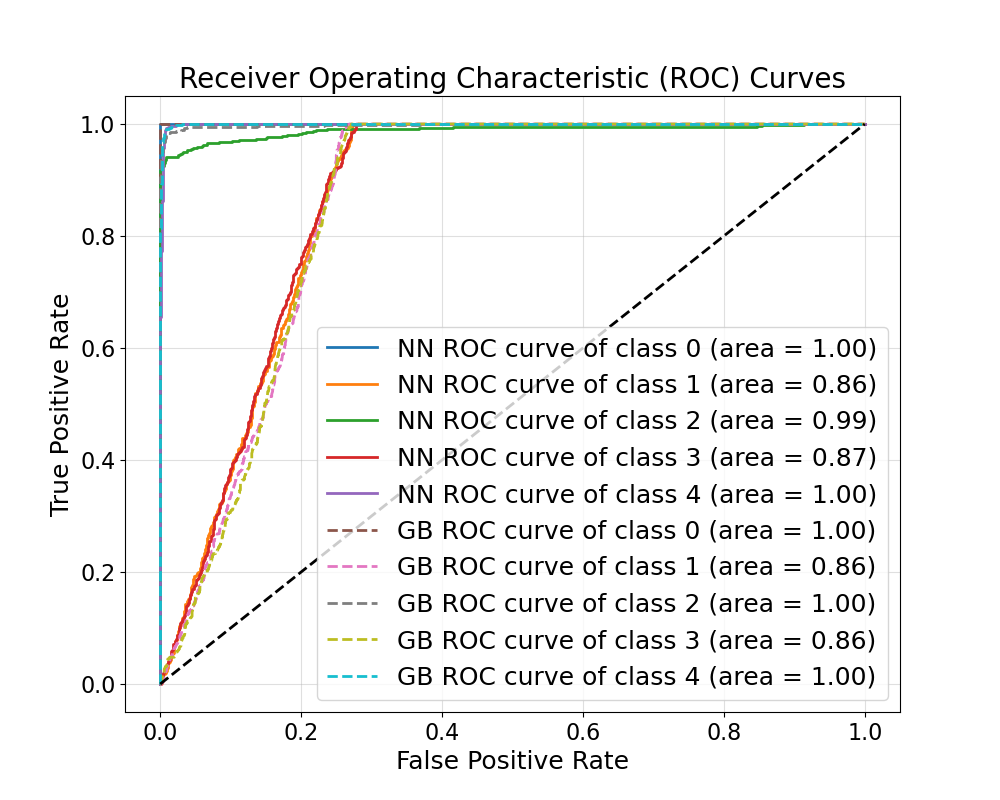 Receiver Operating Characteristic (ROC) Curves
1.0
0.8
0.6
0.4
0.2
0.0
True Positive Rate
NN ROC curve of class 0 (area = 1.00)
NN ROC curve of class 1 (area = 0.86)
NN ROC curve of class 2 (area = 0.99)
NN ROC curve of class 3 (area = 0.87)
NN ROC curve of class 4 (area = 1.00)
GB ROC curve of class 0 (area = 1.00)
GB ROC curve of class 1 (area = 0.86)
GB ROC curve of class 2 (area = 1.00)
GB ROC curve of class 3 (area = 0.86)
GB ROC curve of class 4 (area = 1.00)
0.0 0.2 0.4 0.6 0.8 1.0
False Positive Rate